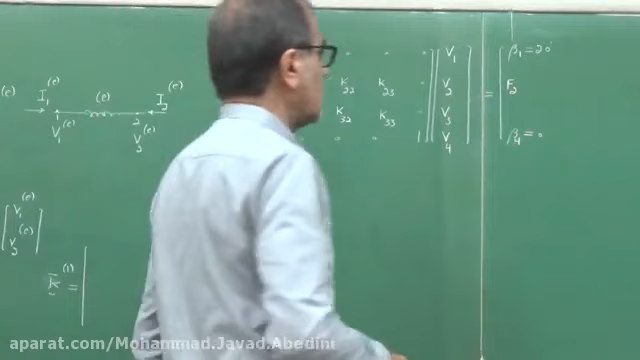 I₁⁽ᵉ⁾ (e) I₂⁽ᵉ⁾
1 2
V₁⁽ᵉ⁾ V₂⁽ᵉ⁾
V₁ = β₁ = 20
K₂₂ K₂₃ V₂ F₂
K₃₂ K₃₃ V₃
1 V₄ β₄ = 0
V₁⁽ᵉ⁾
V₂⁽ᵉ⁾
K⁽¹⁾ =
aparat.com/Mohammad.Javad.Abedini